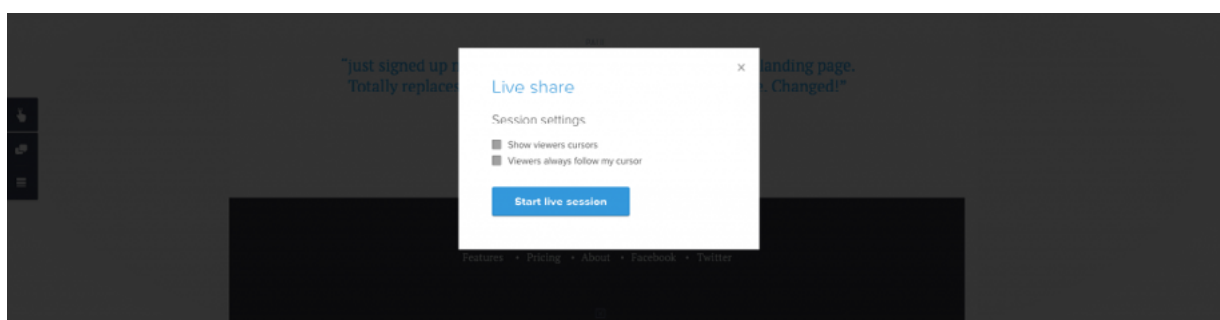 "just signed up
landing page.
Totally replaces
Changed!"
×
Live share
Session settings
Show viewers cursors
Viewers always follow my cursor
Start live session
Features • Pricing • About • Facebook • Twitter